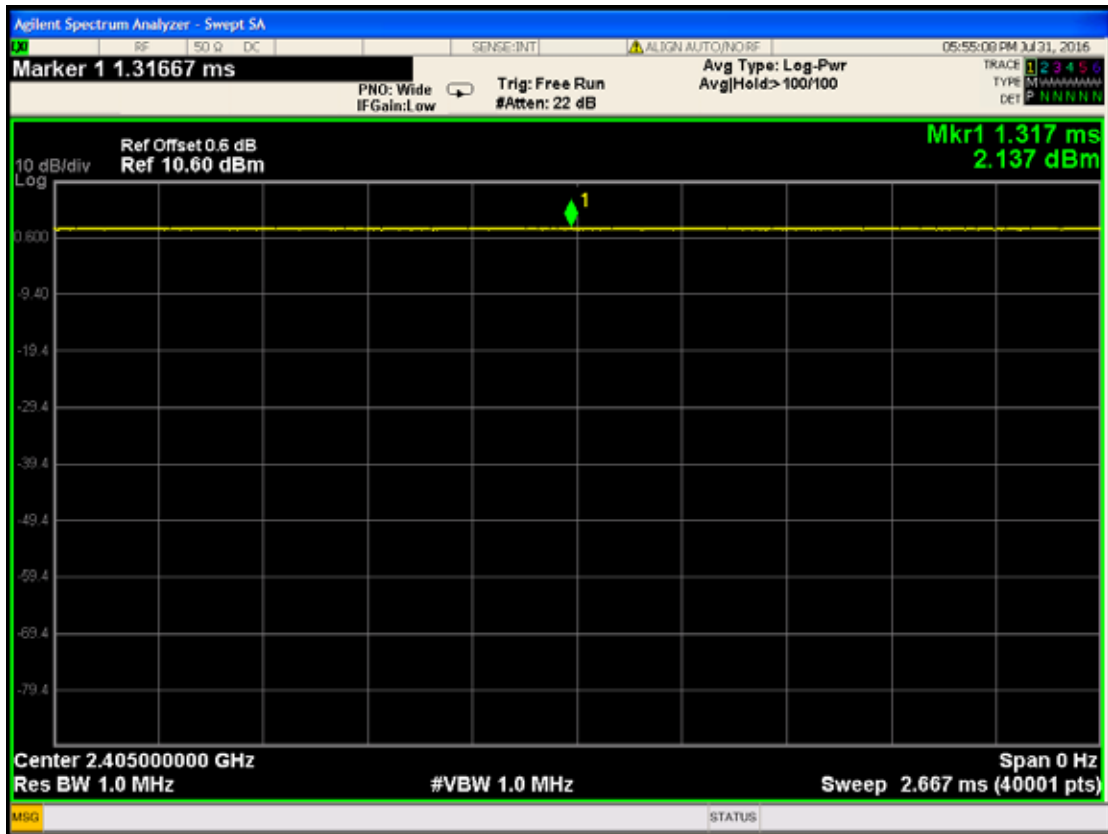 Agilent Spectrum Analyzer - Swept SA
LXI RF 50 Ω DC SENSE:INT ALIGN AUTO/NO RF 05:55:08 PM Jul 31, 2016
Marker 1 1.31667 ms
PNO: Wide
IFGain:Low
Trig: Free Run
#Atten: 22 dB
Avg Type: Log-Pwr
Avg|Hold:>100/100
TRACE 1 2 3 4 5 6
TYPE M
DET P N N N N N
Mkr1 1.317 ms
2.137 dBm
Ref Offset 0.6 dB
10 dB/div Ref 10.60 dBm
Log
1
0.600
-9.40
-19.4
-29.4
-39.4
-49.4
-59.4
-69.4
-79.4
Center 2.405000000 GHz Span 0 Hz
Res BW 1.0 MHz #VBW 1.0 MHz Sweep 2.667 ms (40001 pts)
MSG STATUS